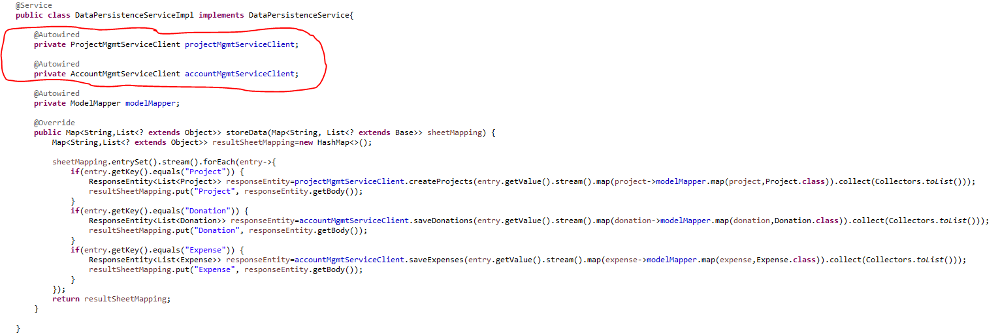 @Service
public class DataPersistenceServiceImpl implements DataPersistenceService{
@Autowired
private ProjectMgmtServiceClient projectMgmtServiceClient;
@Autowired
private AccountMgmtServiceClient accountMgmtServiceClient;
@Autowired
private ModelMapper modelMapper;
@Override
public Map<String,List<? extends Object>> storeData(Map<String, List<? extends Base>> sheetMapping) {
Map<String,List<? extends Object>> resultSheetMapping=new HashMap<>();
sheetMapping.entrySet().stream().forEach(entry->{
if(entry.getKey().equals("Project")) {
ResponseEntity<List<Project>> responseEntity=projectMgmtServiceClient.createProjects(entry.getValue().stream().map(project->modelMapper.map(project,Project.class)).collect(Collectors.toList()));
resultSheetMapping.put("Project", responseEntity.getBody());
}
if(entry.getKey().equals("Donation")) {
ResponseEntity<List<Donation>> responseEntity=accountMgmtServiceClient.saveDonations(entry.getValue().stream().map(donation->modelMapper.map(donation,Donation.class)).collect(Collectors.toList()));
resultSheetMapping.put("Donation", responseEntity.getBody());
}
if(entry.getKey().equals("Expense")) {
ResponseEntity<List<Expense>> responseEntity=accountMgmtServiceClient.saveExpenses(entry.getValue().stream().map(expense->modelMapper.map(expense,Expense.class)).collect(Collectors.toList()));
resultSheetMapping.put("Expense", responseEntity.getBody());
}
});
return resultSheetMapping;
}
}